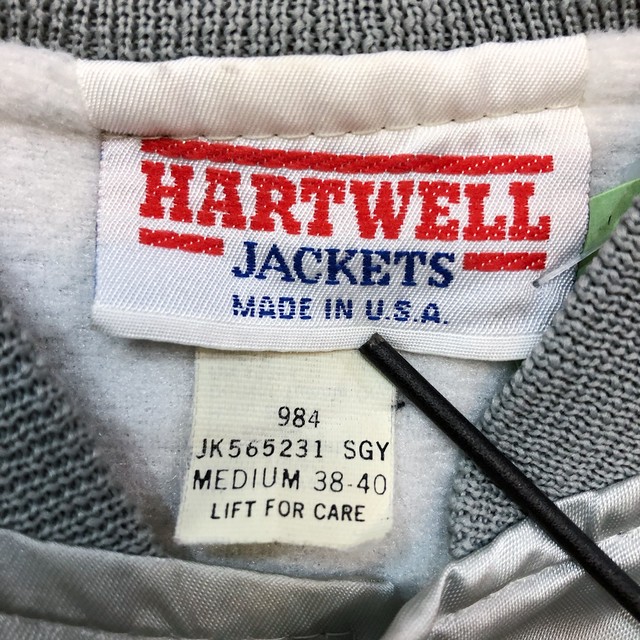 HARTWELL
JACKETS
MADE IN U.S.A.
984
JK565231 SGY
MEDIUM 38-40
LIFT FOR CARE